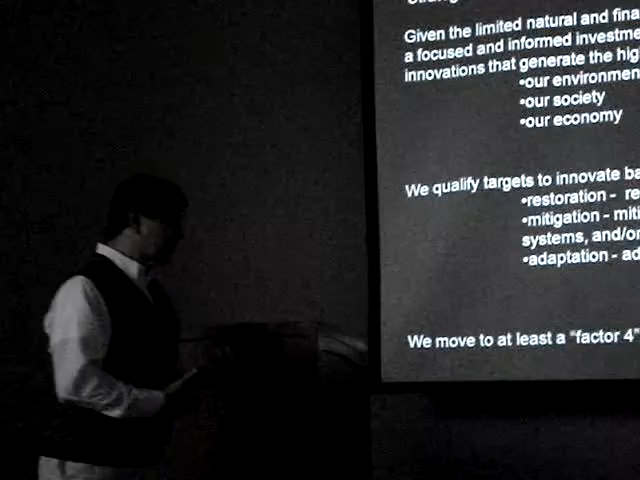 Given the limited natural and fina
a focused and informed investme
innovations that generate the hig
•our environmen
•our society
•our economy
We qualify targets to innovate ba
•restoration - re
•mitigation - miti
systems, and/or
•adaptation - ad
We move to at least a "factor 4"